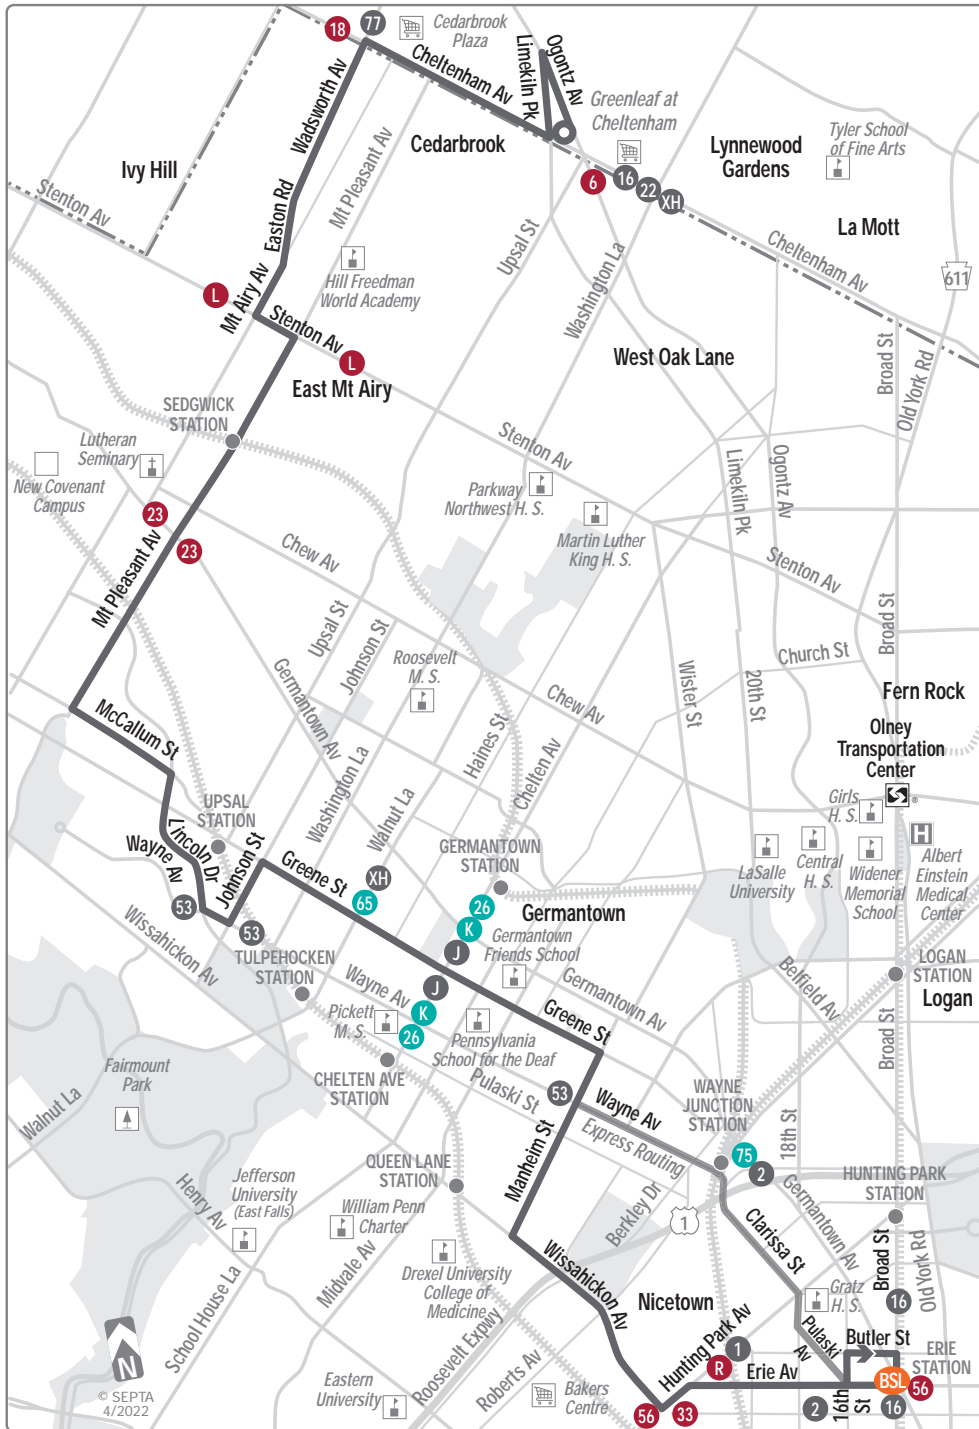 18
77
Cedarbrook
Plaza
Cheltenham Av
Limekiln Pk
Ogontz Av
Wadsworth Av
Greenleaf at
Cheltenham
Cedarbrook
Lynnewood
Gardens
Tyler School
of Fine Arts
Ivy Hill
Mt Pleasant Av
6
16
22
XH
Stenton Av
Easton Rd
Upsal St
La Mott
Cheltenham Av
Washington La
Hill Freedman
World Academy
611
L
Mt Airy Av
Stenton Av
L
West Oak Lane
Broad St
Old York Rd
East Mt Airy
SEDGWICK
STATION
Lutheran
Seminary
Stenton Av
Ogontz Av
Limekiln Pk
New Covenant
Campus
Parkway
Northwest H. S.
23
23
Martin Luther
King H. S.
Chew Av
Stenton Av
Mt Pleasant Av
Upsal St
Johnson St
Broad St
Church St
Roosevelt
M. S.
Germantown Av
Wister St
20th St
Chew Av
Fern Rock
McCallum St
Haines St
Olney
Transportation
Center
®
Washington La
Chelten Av
UPSAL
STATION
Walnut La
Girls
H. S.
Lincoln Dr
Wayne Av
Johnson St
GERMANTOWN
STATION
LaSalle
University
Central
H. S.
Widener
Memorial
School
H
Albert
Einstein
Medical
Center
Greene St
XH
65
53
53
26
K
J
Germantown
Germantown
Friends School
Wissahickon Av
TULPEHOCKEN
STATION
LOGAN
STATION
Belfield Av
Logan
Wayne Av
J
K
26
Germantown Av
Pickett
M. S.
Pennsylvania
School for the Deaf
Greene St
Broad St
Fairmount
Park
CHELTEN AVE
STATION
Pulaski St
53
Wayne Av
WAYNE
JUNCTION
STATION
18th St
Walnut La
Express Routing
75
2
QUEEN LANE
STATION
Manheim St
HUNTING PARK
STATION
Jefferson
University
(East Falls)
Henry Av
William Penn
Charter
Berkley Dr
1
Germantown Av
Clarissa St
Midvale Av
Drexel University
College of
Medicine
Wissahickon Av
Broad St
Old York Rd
School House La
Nicetown
Gratz
H. S.
16
Roosevelt Expwy
Hunting Park Av
1
Pulaski
Av
Butler St
ERIE
STATION
N
R
Erie Av
BSL
56
© SEPTA
4/2022
Eastern
University
Roberts Av
Bakers
Centre
56
33
2
16th
St
16